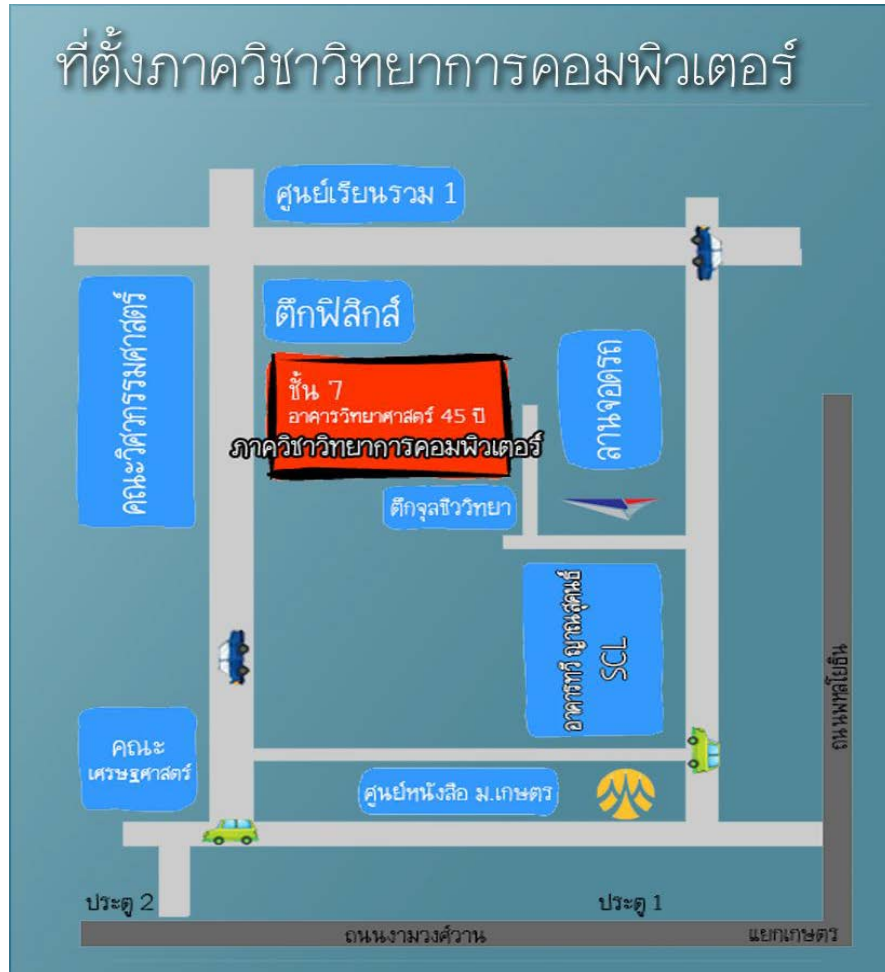 ที่ตั้งภาควิชาวิทยาการคอมพิวเตอร์
ศูนย์เรียนรวม 1
คณะวิศวกรรมศาสตร์
ตึกฟิสิกส์
ชั้น 7
อาคารวิทยาศาสตร์ 45 ปี
ภาควิชาวิทยาการคอมพิวเตอร์
ลานจอดรถ
ตึกจุลชีววิทยา
อาคารทวี ญาณสุคนธ์
SCL
ถนนพหลโยธิน
คณะ
เศรษฐศาสตร์
ศูนย์หนังสือ ม.เกษตร
ประตู 2
ประตู 1
ถนนงามวงศ์วาน
แยกเกษตร